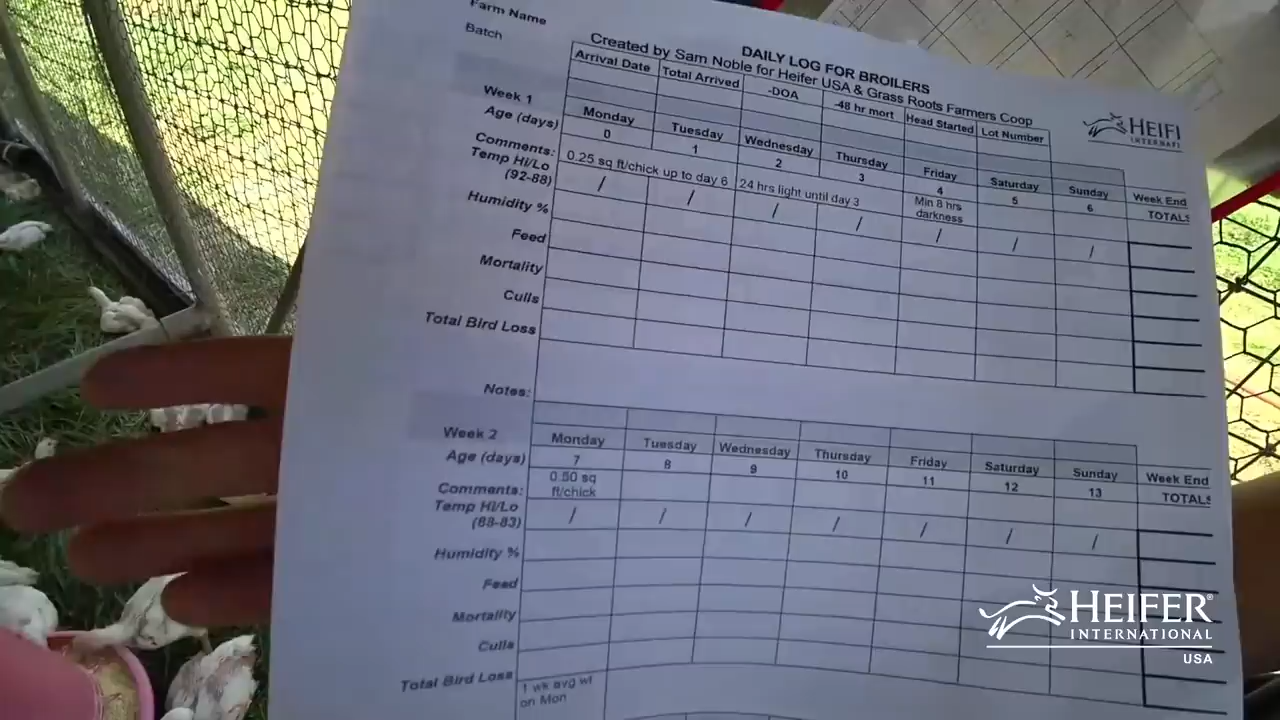 Farm Name
Batch
DAILY LOG FOR BROILERS
Created by Sam Noble for Heifer USA & Grass Roots Farmers Coop
Arrival Date Total Arrived -DOA -48 hr mort Head Started Lot Number
HEIFE
INTERNATI
Week 1 Monday Tuesday Wednesday Thursday Friday Saturday Sunday Week End
Age (days) 0 1 2 3 4 5 6 TOTALS
Comments: 0.25 sq ft/chick up to day 6 24 hrs light until day 3 Min 8 hrs darkness
Temp Hi/Lo / / / / / / /
(92-88)
Humidity %
Feed
Mortality
Culls
Total Bird Loss
Notes:
Week 2 Monday Tuesday Wednesday Thursday Friday Saturday Sunday Week End
Age (days) 7 8 9 10 11 12 13 TOTALS
Comments: 0.50 sq ft/chick
Temp Hi/Lo / / / / / / /
(88-83)
Humidity %
Feed
Mortality
Culls
Total Bird Loss
1 wk avg wt
on Mon
HEIFER®
INTERNATIONAL
USA